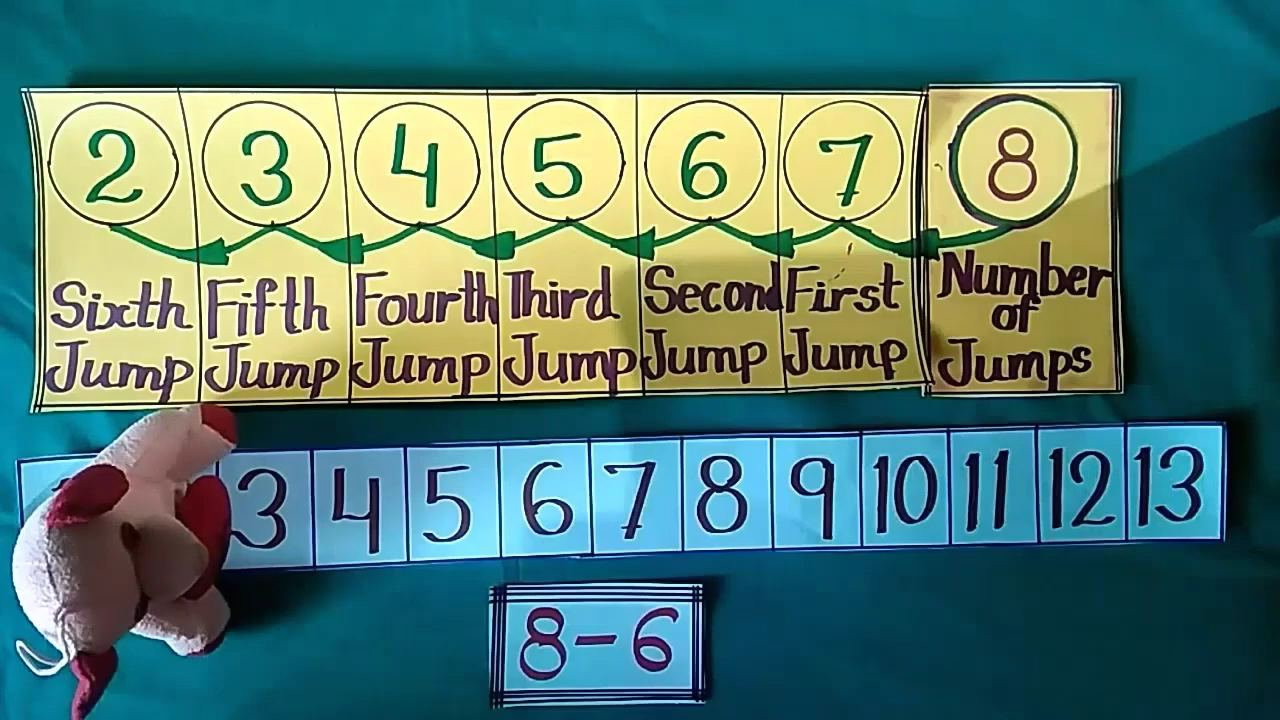 2 3 4 5 6 7 8
Sixth Jump Fifth Jump Fourth Jump Third Jump Second Jump First Jump Number of Jumps
3 4 5 6 7 8 9 10 11 12 13
8-6